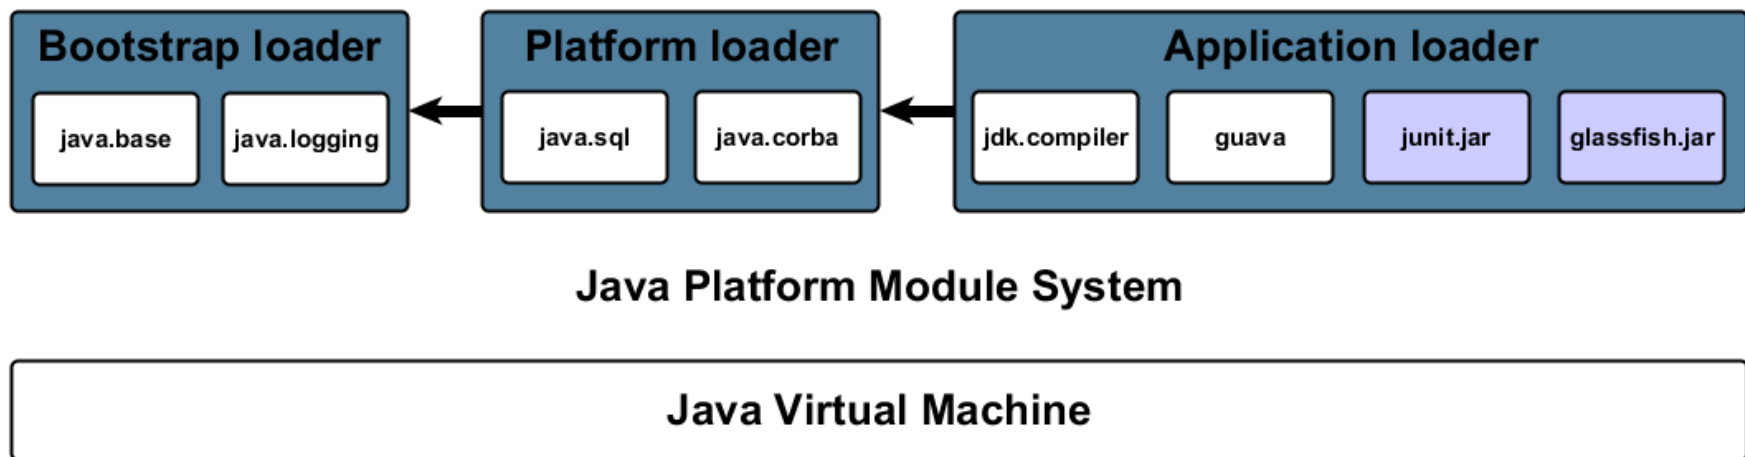 Bootstrap loader
java.base
java.logging
Platform loader
java.sql
java.corba
Application loader
jdk.compiler
guava
junit.jar
glassfish.jar
Java Platform Module System
Java Virtual Machine